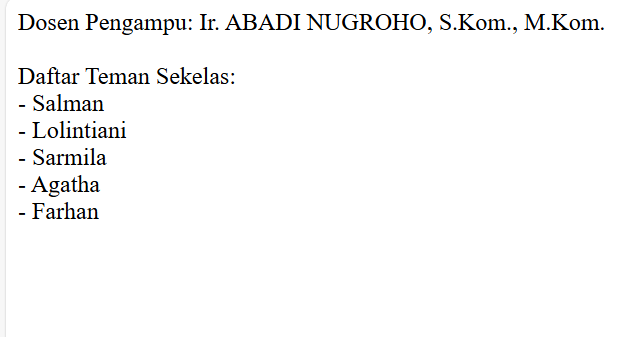 Dosen Pengampu: Ir. ABADI NUGROHO, S.Kom., M.Kom.
Daftar Teman Sekelas:
- Salman
- Lolintiani
- Sarmila
- Agatha
- Farhan